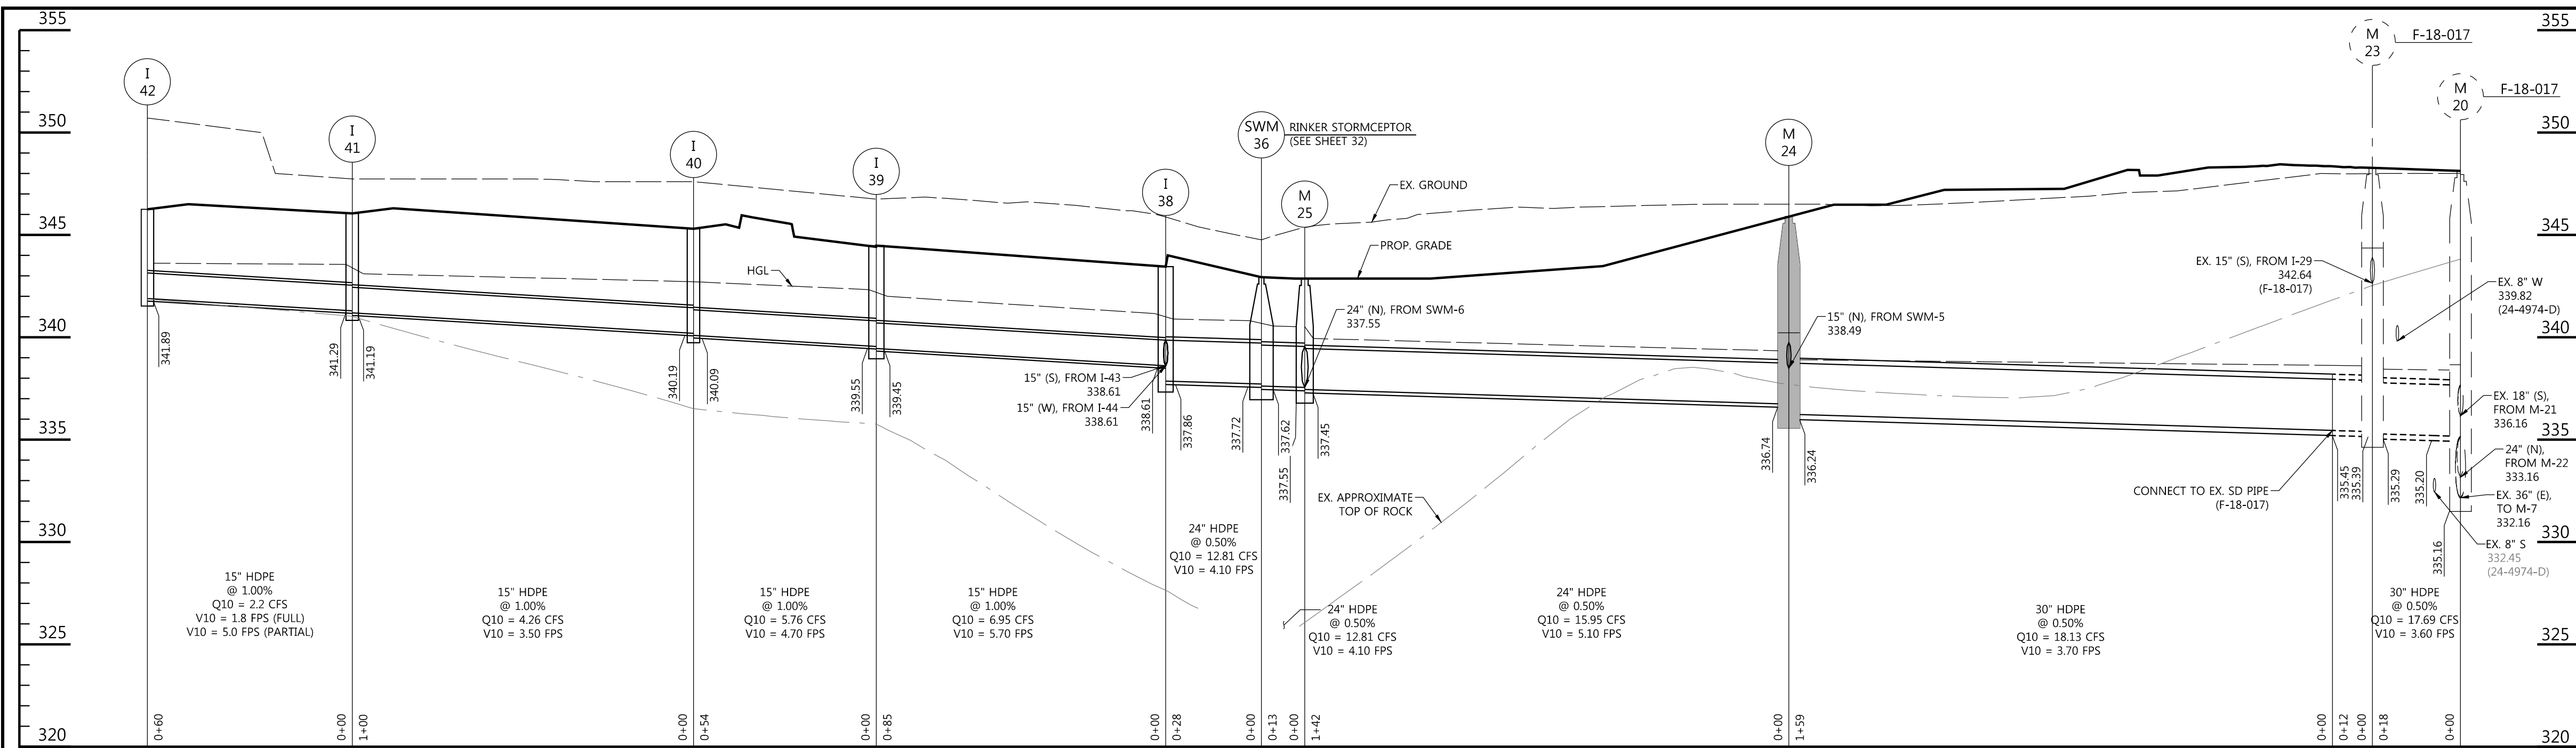 355
350
345
340
335
330
325
320
I
42
I
41
I
40
I
39
I
38
SWM
36
RINKER STORMCEPTOR
(SEE SHEET 32)
M
25
M
24
M
23
F-18-017
M
20
F-18-017
355
350
345
340
335
330
325
320
EX. GROUND
PROP. GRADE
HGL
24" (N), FROM SWM-6
337.55
15" (N), FROM SWM-5
338.49
EX. 15" (S), FROM I-29
342.64
(F-18-017)
EX. 8" W
339.82
(24-4974-D)
15" (S), FROM I-43
338.61
15" (W), FROM I-44
338.61
EX. APPROXIMATE
TOP OF ROCK
CONNECT TO EX. SD PIPE
(F-18-017)
EX. 18" (S),
FROM M-21
336.16
24" (N),
FROM M-22
333.16
EX. 36" (E),
TO M-7
332.16
EX. 8" S
332.45
(24-4974-D)
341.89
341.29
341.19
340.19
340.09
339.55
339.45
338.61
337.86
337.72
337.62
337.55
337.45
336.74
336.24
335.45
335.39
335.29
335.20
335.16
15" HDPE
@ 1.00%
Q10 = 2.2 CFS
V10 = 1.8 FPS (FULL)
V10 = 5.0 FPS (PARTIAL)
15" HDPE
@ 1.00%
Q10 = 4.26 CFS
V10 = 3.50 FPS
15" HDPE
@ 1.00%
Q10 = 5.76 CFS
V10 = 4.70 FPS
15" HDPE
@ 1.00%
Q10 = 6.95 CFS
V10 = 5.70 FPS
24" HDPE
@ 0.50%
Q10 = 12.81 CFS
V10 = 4.10 FPS
24" HDPE
@ 0.50%
Q10 = 12.81 CFS
V10 = 4.10 FPS
24" HDPE
@ 0.50%
Q10 = 15.95 CFS
V10 = 5.10 FPS
30" HDPE
@ 0.50%
Q10 = 18.13 CFS
V10 = 3.70 FPS
30" HDPE
@ 0.50%
Q10 = 17.69 CFS
V10 = 3.60 FPS
0+60
0+00
1+00
0+00
0+54
0+00
0+85
0+00
0+28
0+00
0+13
0+00
1+42
0+00
1+59
0+00
0+12
0+00
0+18
0+00